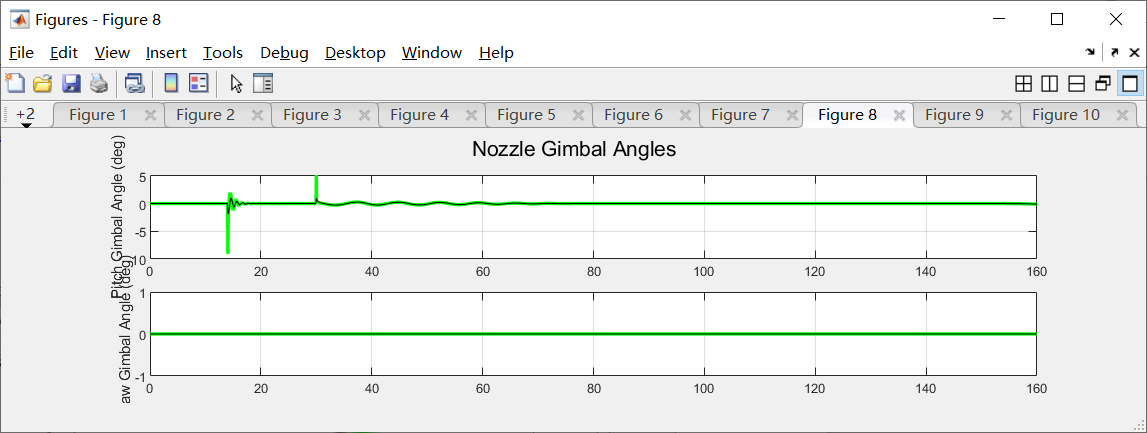 Figures - Figure 8
File Edit View Insert Tools Debug Desktop Window Help
+2 Figure 1 Figure 2 Figure 3 Figure 4 Figure 5 Figure 6 Figure 7 Figure 8 Figure 9 Figure 10
Nozzle Gimbal Angles
Pitch Gimbal Angle (deg)
5
0
-5
10
0 20 40 60 80 100 120 140 160
aw Gimbal Angle (deg)
1
0
-1
0 20 40 60 80 100 120 140 160